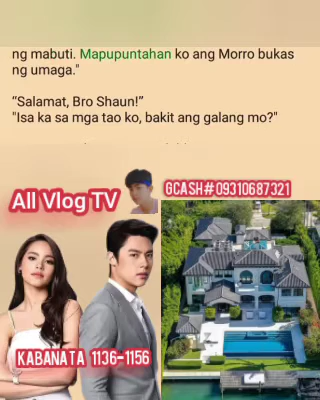 ng mabuti. Mapupuntahan ko ang Morro bukas
ng umaga."
“Salamat, Bro Shaun!”
"Isa ka sa mga tao ko, bakit ang galang mo?"
All Vlog TV
GCASH#09310687321
KABANATA 1136-1156